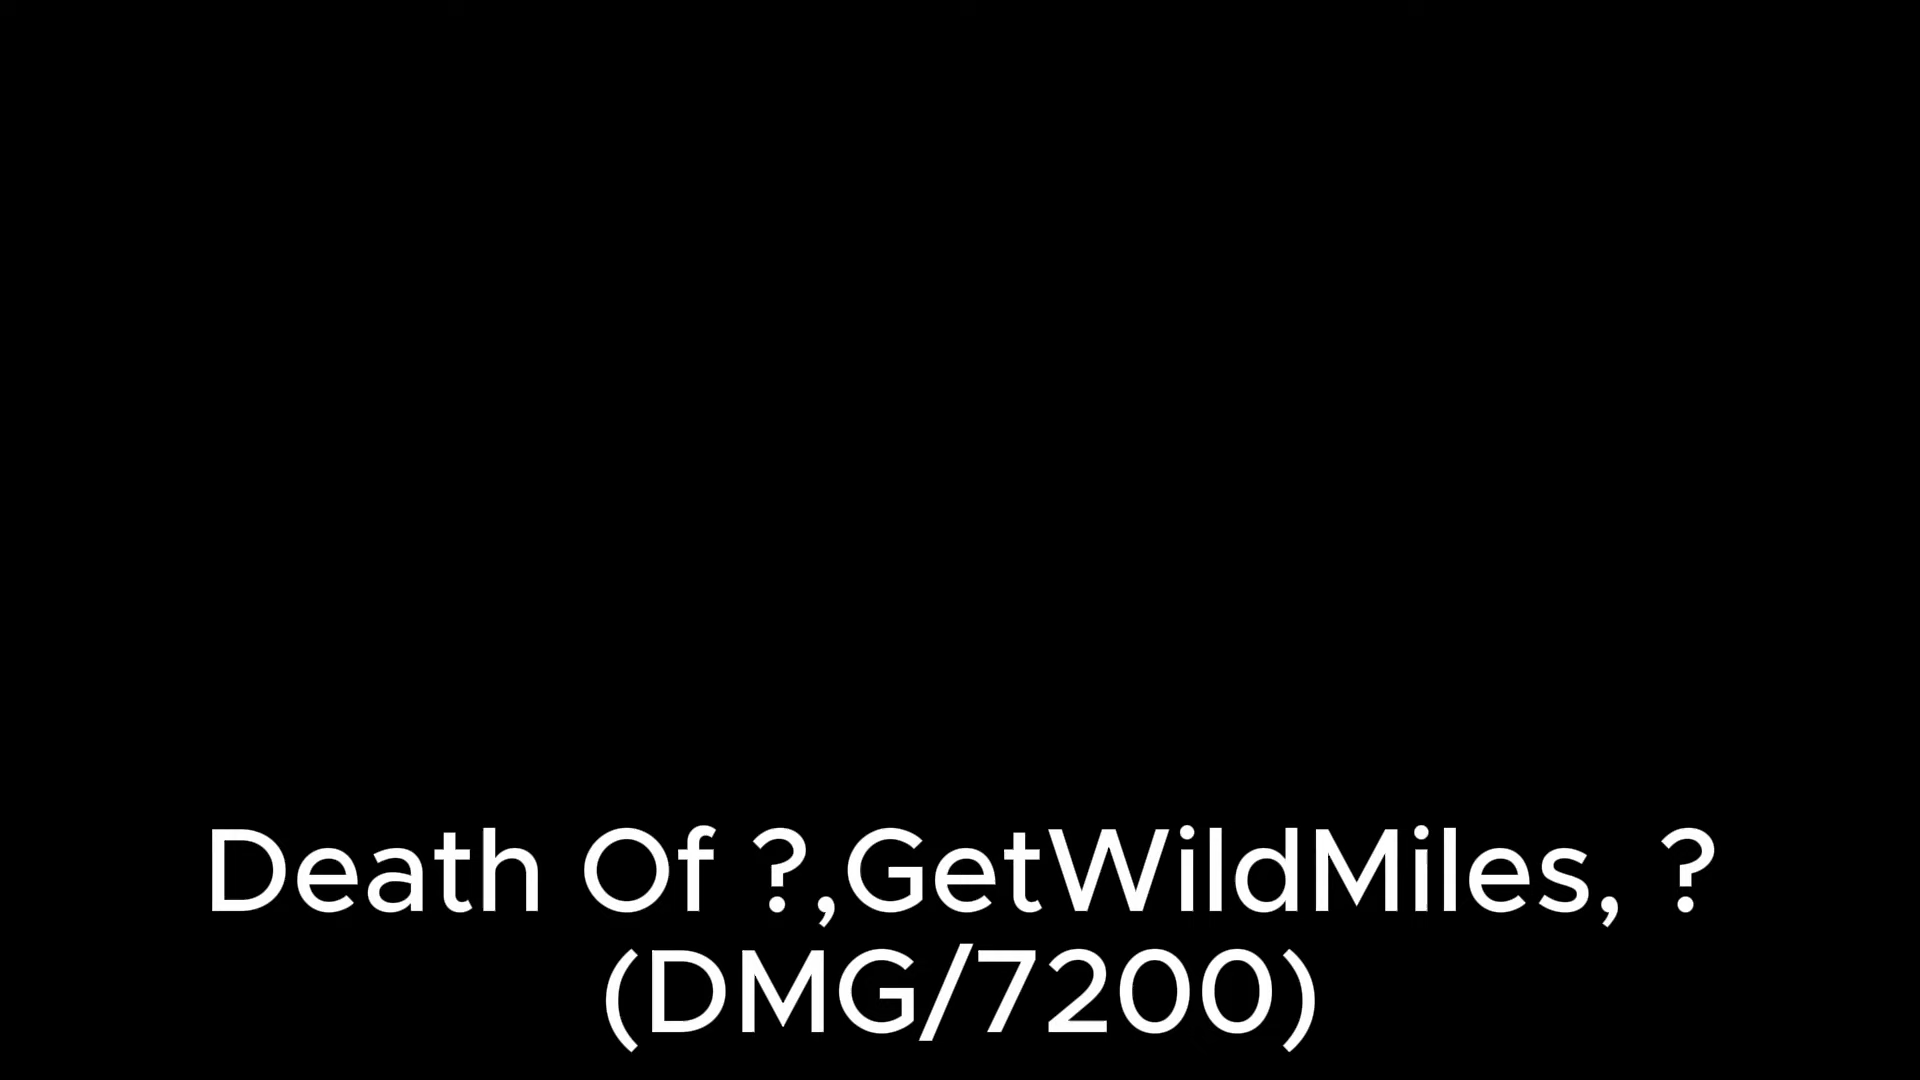 Death Of ?,GetWildMiles, ?
(DMG/7200)